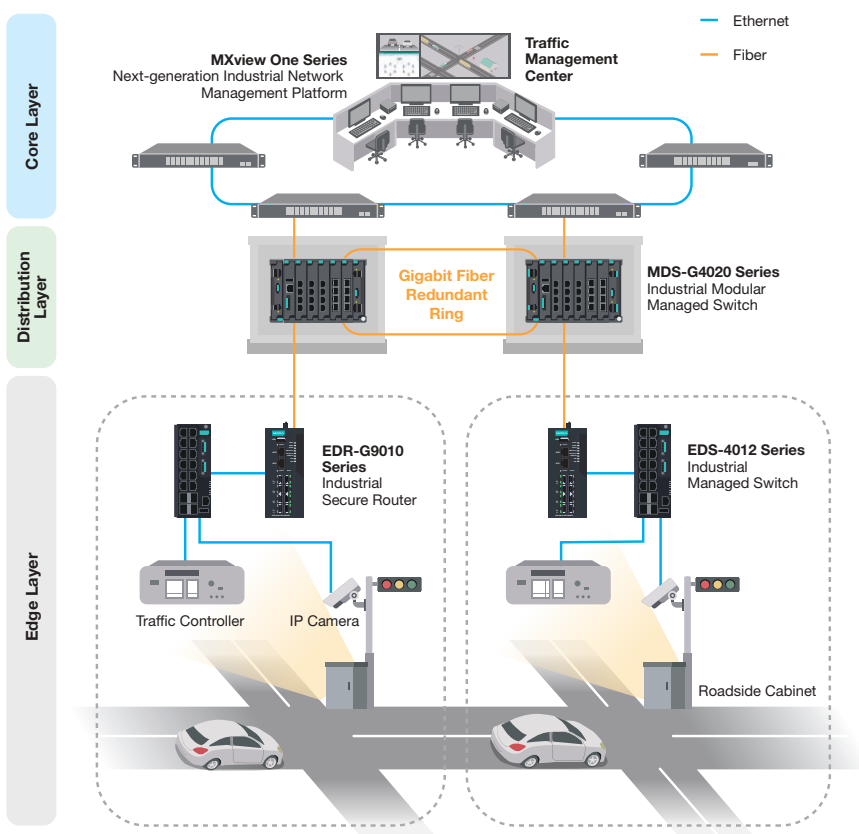 Core Layer
MXview One Series
Next-generation Industrial Network
Management Platform
Traffic
Management
Center
Ethernet
Fiber
Distribution
Layer
Gigabit Fiber
Redundant
Ring
MDS-G4020 Series
Industrial Modular
Managed Switch
Edge Layer
EDR-G9010
Series
Industrial
Secure Router
EDS-4012 Series
Industrial
Managed Switch
Traffic Controller
IP Camera
Roadside Cabinet